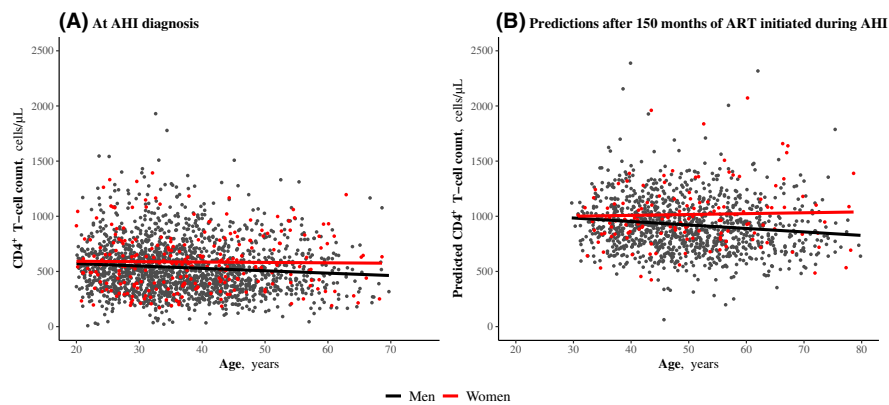 (A) At AHI diagnosis
CD4⁺ T-cell count, cells/μL
2500
2000
1500
1000
500
0
20 30 40 50 60 70
Age, years
(B) Predictions after 150 months of ART initiated during AHI
Predicted CD4⁺ T-cell count, cells/μL
2500
2000
1500
1000
500
0
20 30 40 50 60 70 80
Age, years
Men Women